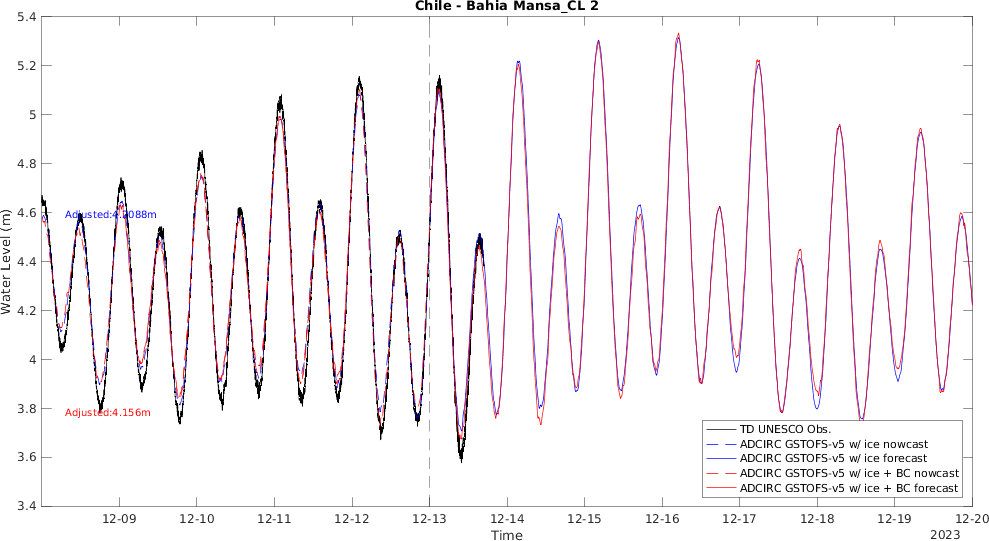 Chile - Bahia Mansa_CL 2
5.4
5.2
5
4.8
4.6
4.4
4.2
4
3.8
3.6
3.4
Water Level (m)
Adjusted:4.2088m
Adjusted:4.156m
TD UNESCO Obs.
ADCIRC GSTOFS-v5 w/ ice nowcast
ADCIRC GSTOFS-v5 w/ ice forecast
ADCIRC GSTOFS-v5 w/ ice + BC nowcast
ADCIRC GSTOFS-v5 w/ ice + BC forecast
12-09 12-10 12-11 12-12 12-13 12-14 12-15 12-16 12-17 12-18 12-19 12-20
Time
2023